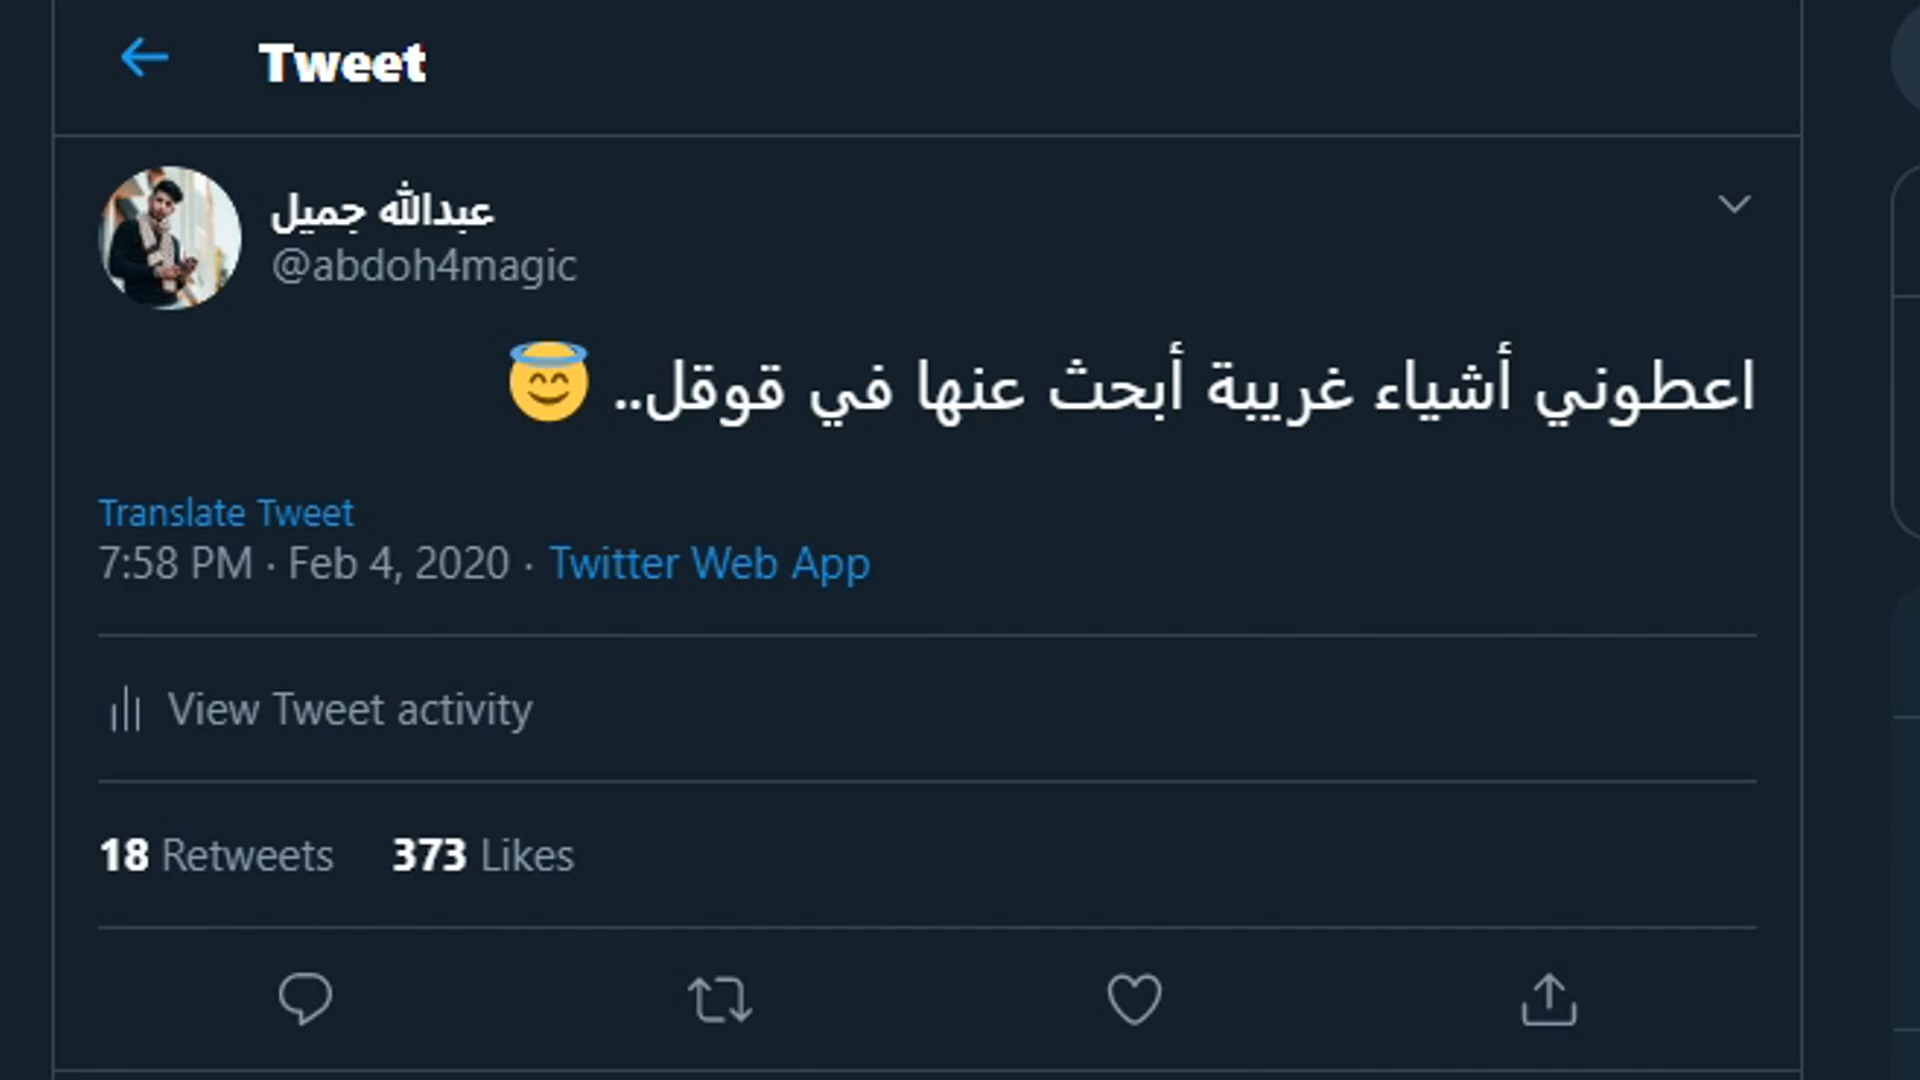 Tweet
عبدالله جميل
@abdoh4magic
اعطوني أشياء غريبة أبحث عنها في قوقل.. 😇
Translate Tweet
7:58 PM · Feb 4, 2020 · Twitter Web App
View Tweet activity
18 Retweets 373 Likes